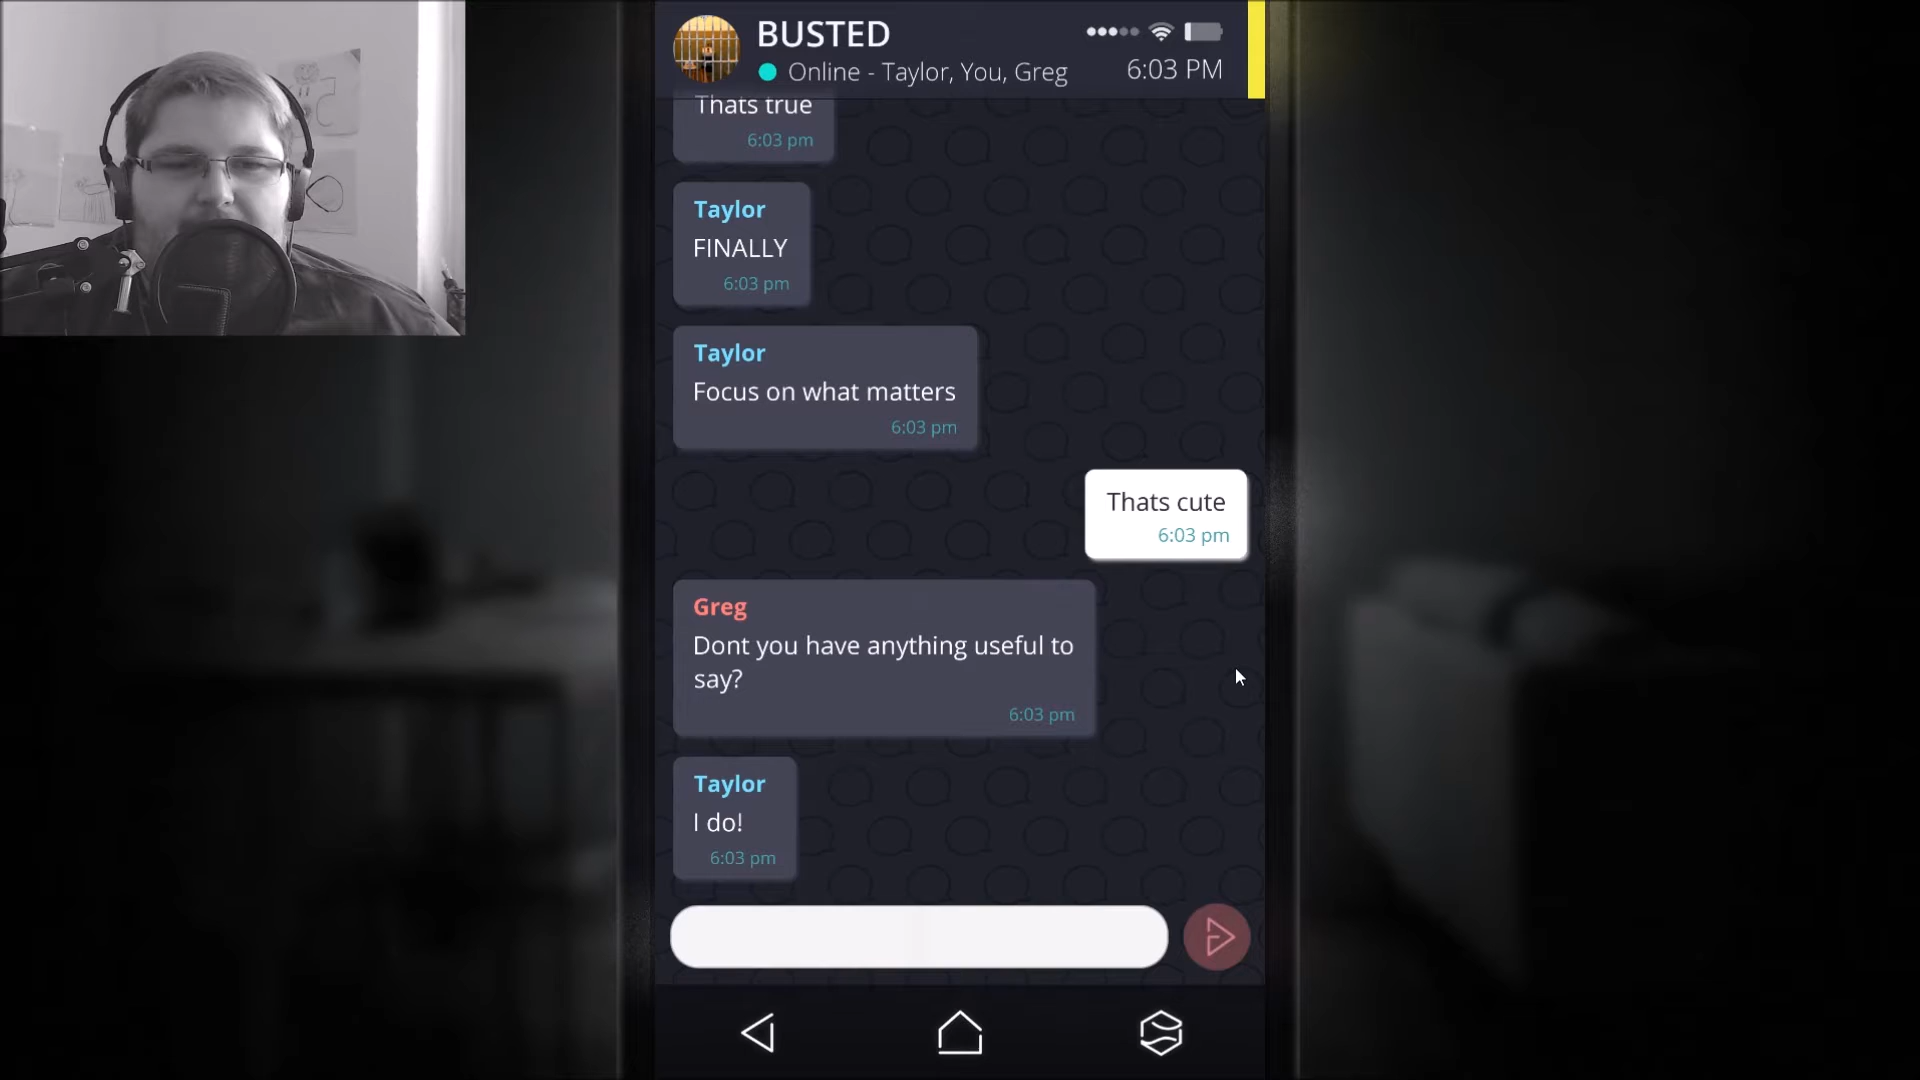 BUSTED
Online - Taylor, You, Greg
6:03 PM
Thats true
6:03 pm
Taylor
FINALLY
6:03 pm
Taylor
Focus on what matters
6:03 pm
Thats cute
6:03 pm
Greg
Dont you have anything useful to
say?
6:03 pm
Taylor
I do!
6:03 pm